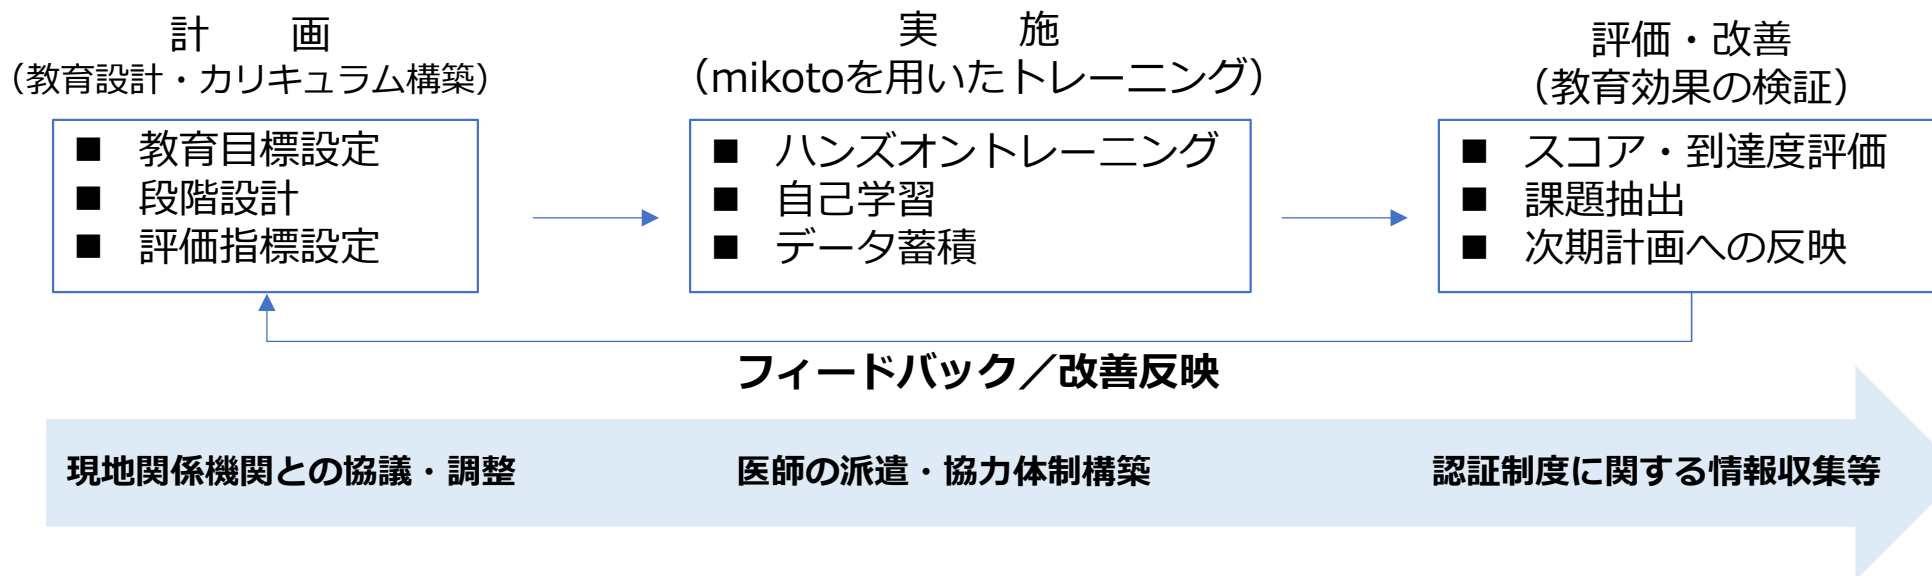 計　画
（教育設計・カリキュラム構築）
■ 教育目標設定
■ 段階設計
■ 評価指標設定
実　施
（mikotoを用いたトレーニング）
■ ハンズオントレーニング
■ 自己学習
■ データ蓄積
評価・改善
（教育効果の検証）
■ スコア・到達度評価
■ 課題抽出
■ 次期計画への反映
フィードバック／改善反映
現地関係機関との協議・調整
医師の派遣・協力体制構築
認証制度に関する情報収集等